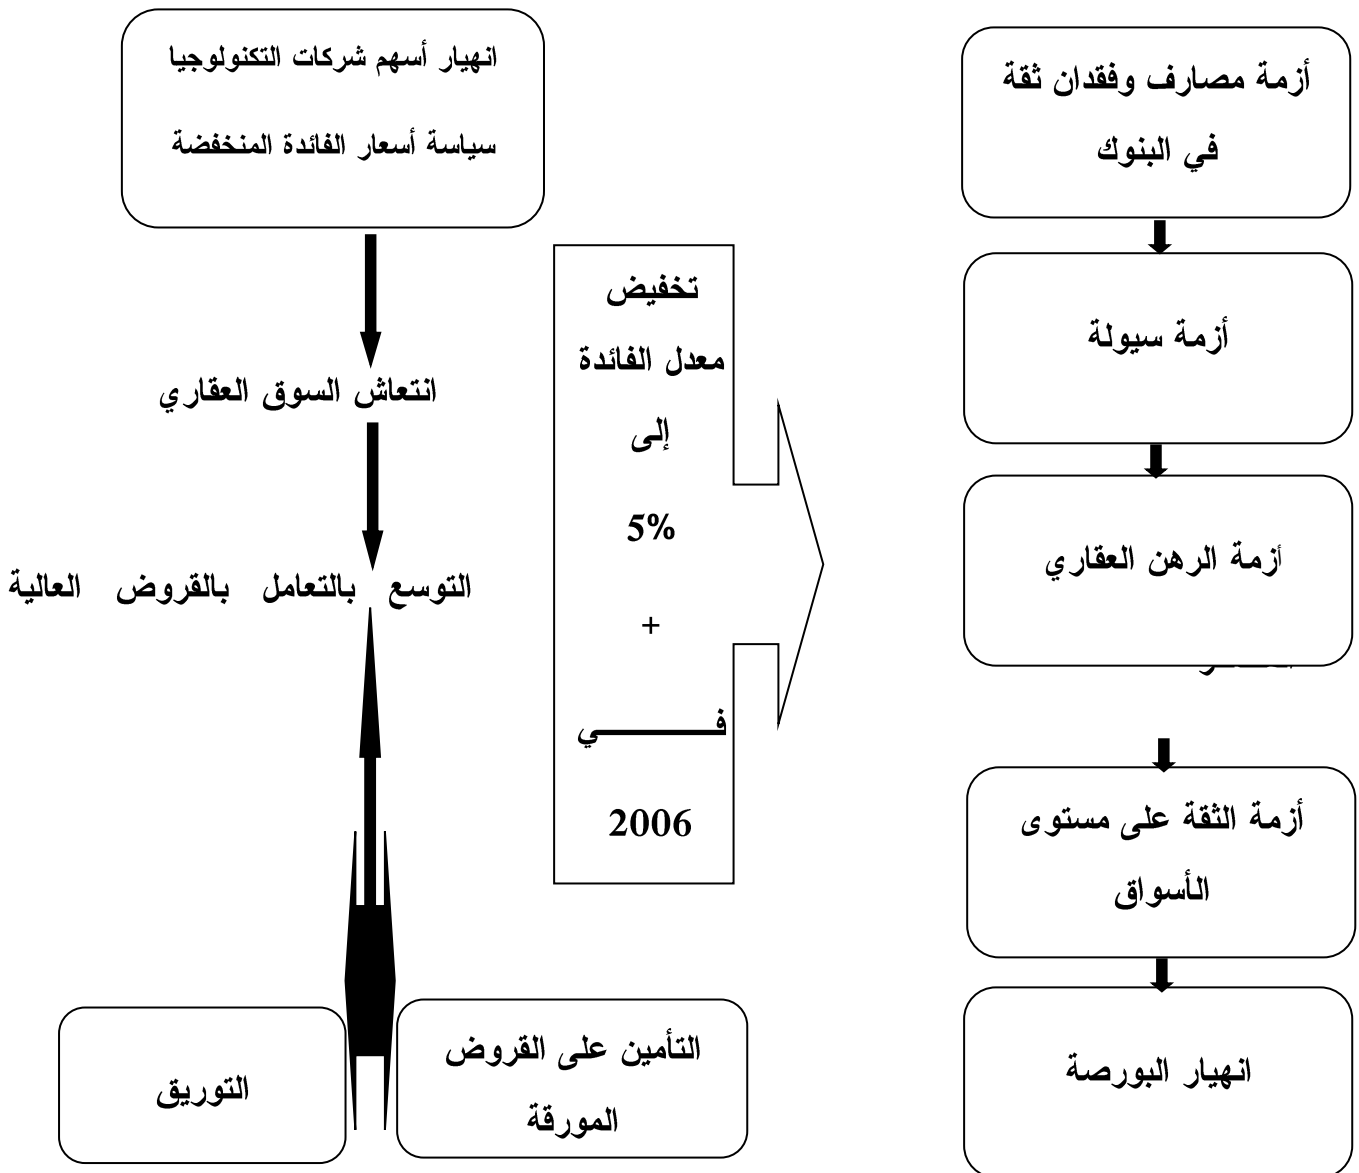 انهيار أسهم شركات التكنولوجيا
سياسة أسعار الفائدة المنخفضة
انتعاش السوق العقاري
التوسع بالتعامل بالقروض العالية
التوريق
التأمين على القروض
المورقة
تخفيض
معدل الفائدة
إلى
5%
+
فـــــــي
2006
أزمة مصارف وفقدان ثقة
في البنوك
أزمة سيولة
أزمة الرهن العقاري
أزمة الثقة على مستوى
الأسواق
انهيار البورصة